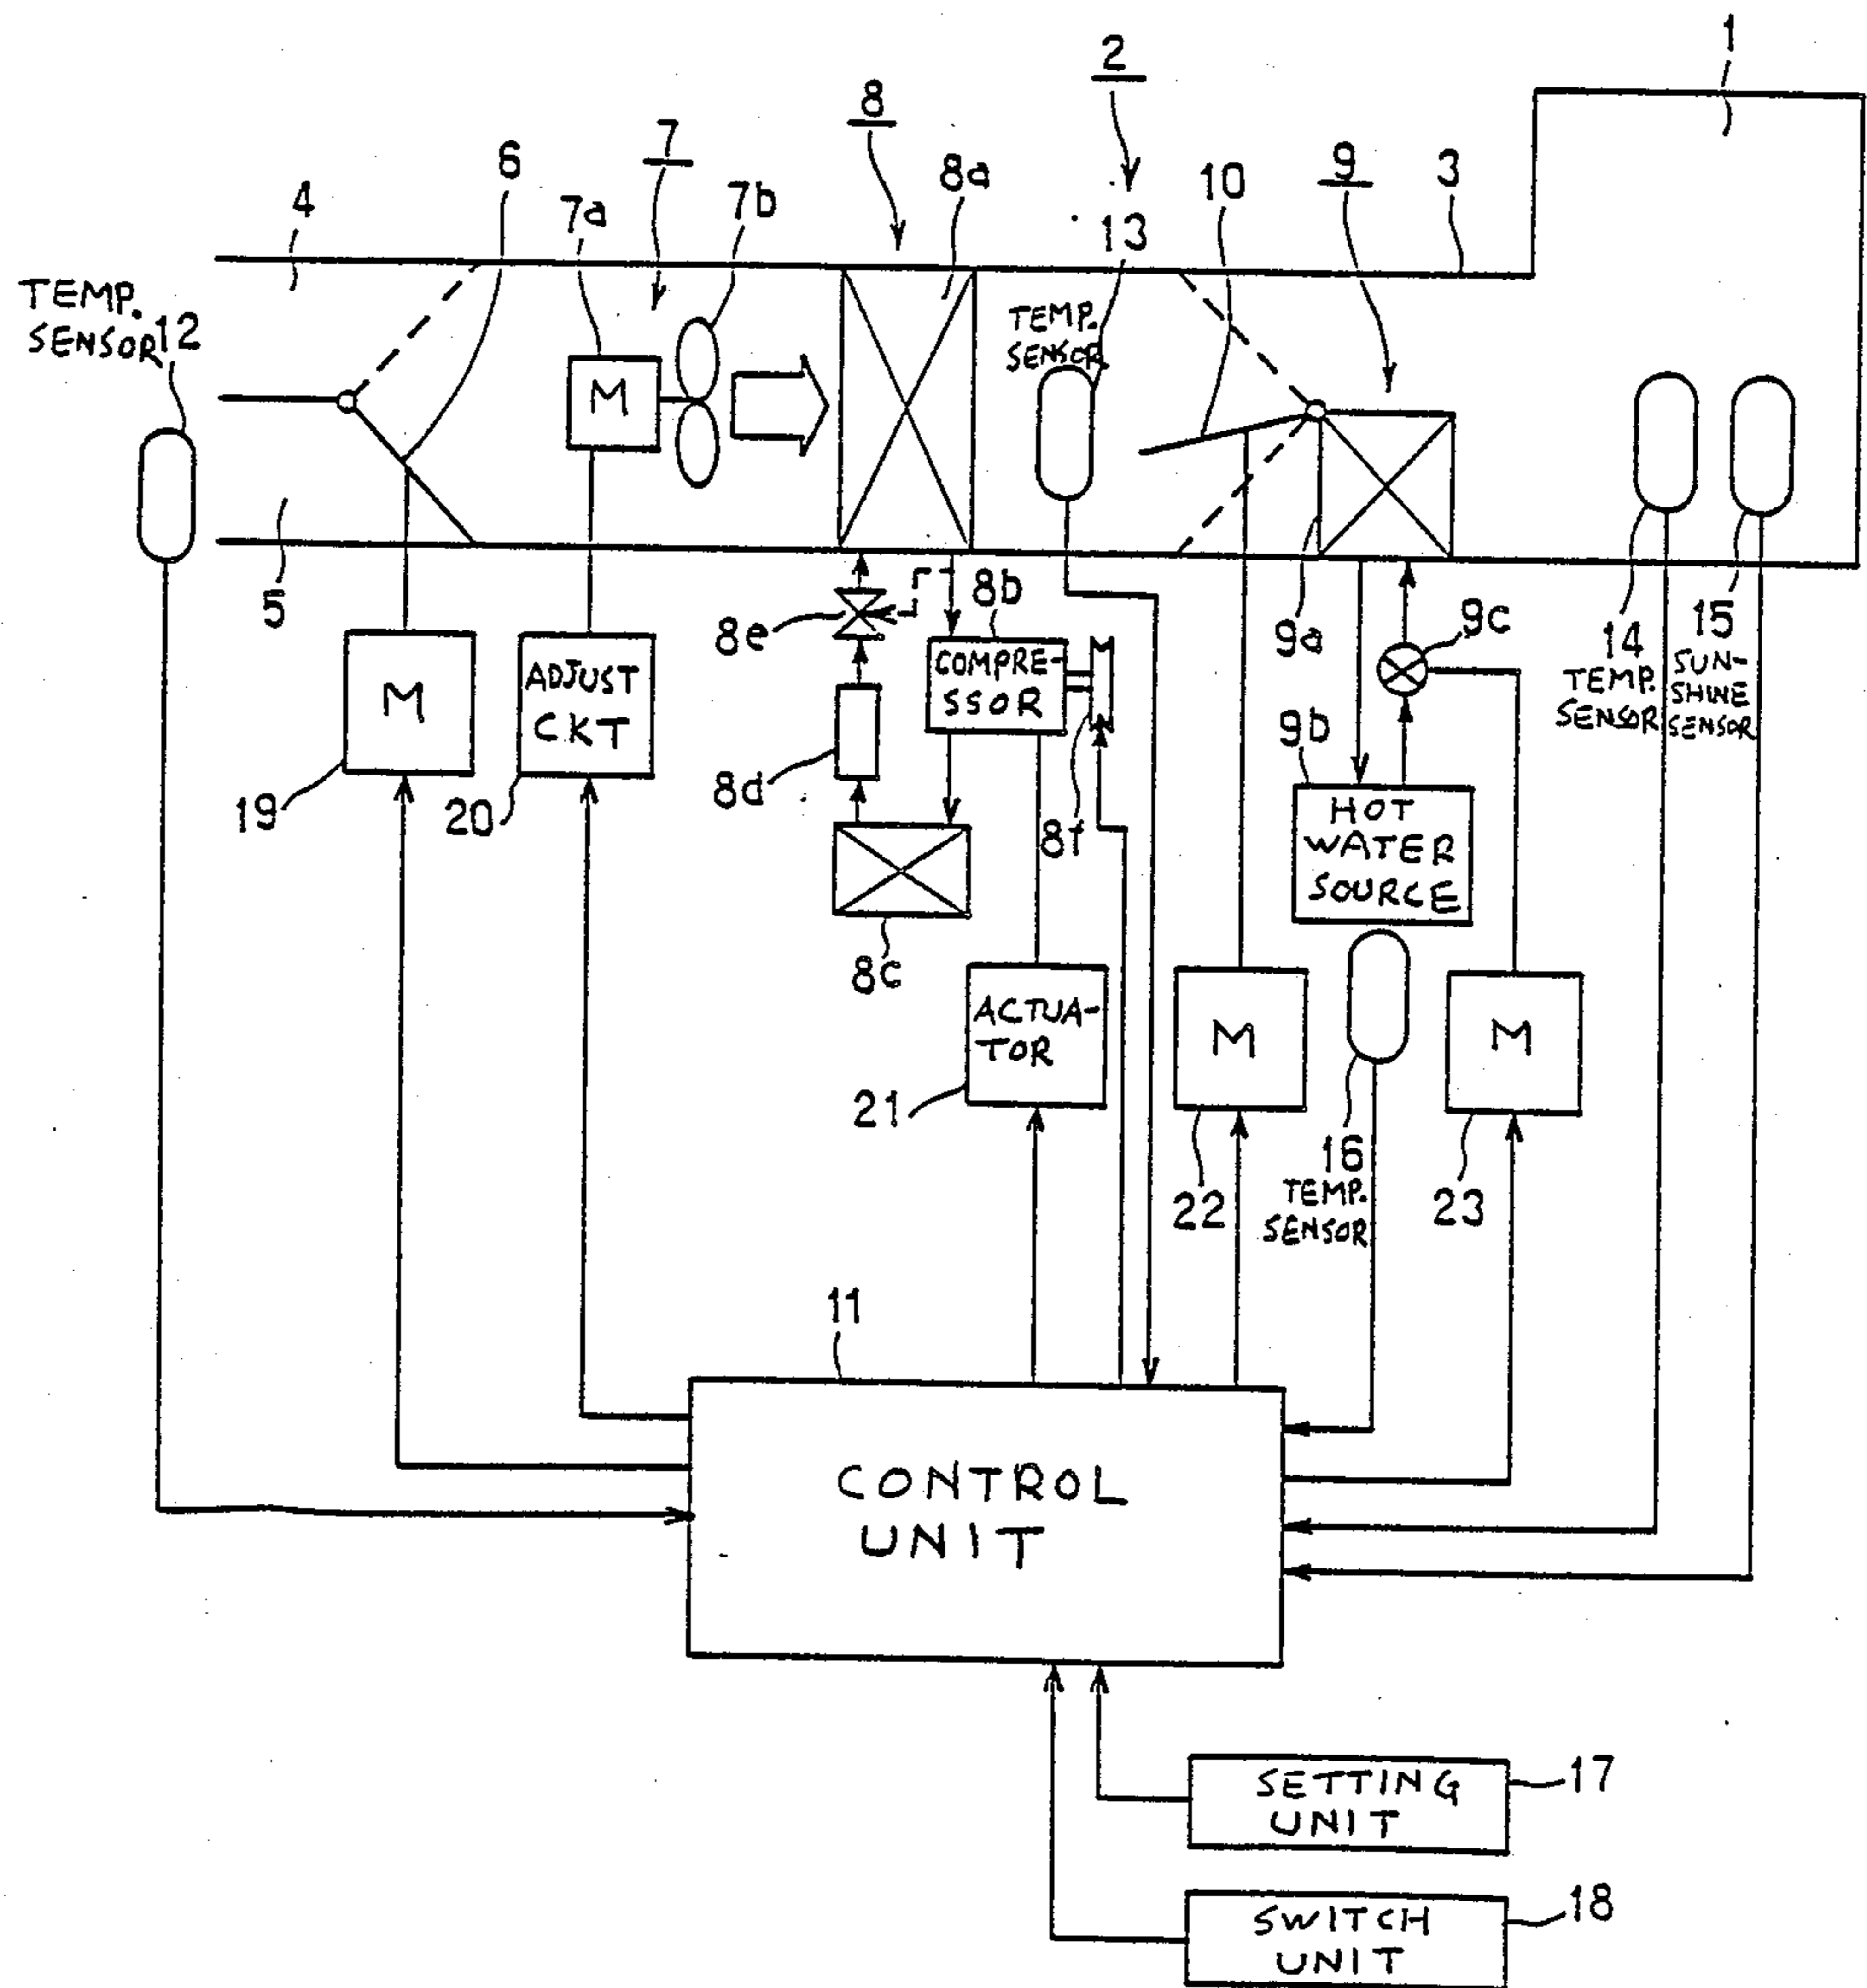 1
2
8
7
6
8a
10
9
3
4
7a
7b
13
TEMP.
SENSOR
12
TEMP.
SENSOR
M
5
8e
8b
9a
9c
14
15
ADJUST
CKT
M
COMPRE-
SSOR
TEMP.
SENSOR
SUN-
SHINE
SENSOR
9b
8d
19
20
8f
HOT
WATER
SOURCE
8c
ACTUA-
TOR
M
M
21
22
16
TEMP.
SENSOR
23
11
CONTROL
UNIT
SETTING
UNIT
17
SWITCH
UNIT
18